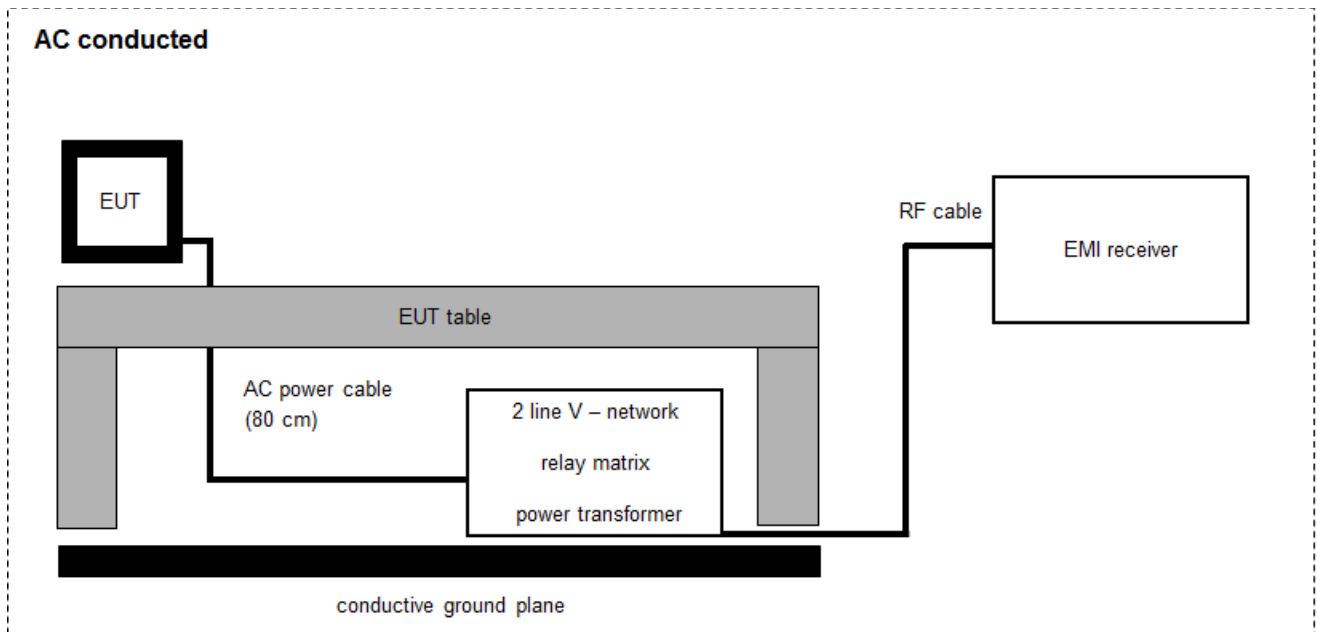 AC conducted
EUT
RF cable
EMI receiver
EUT table
AC power cable
(80 cm)
2 line V – network
relay matrix
power transformer
conductive ground plane